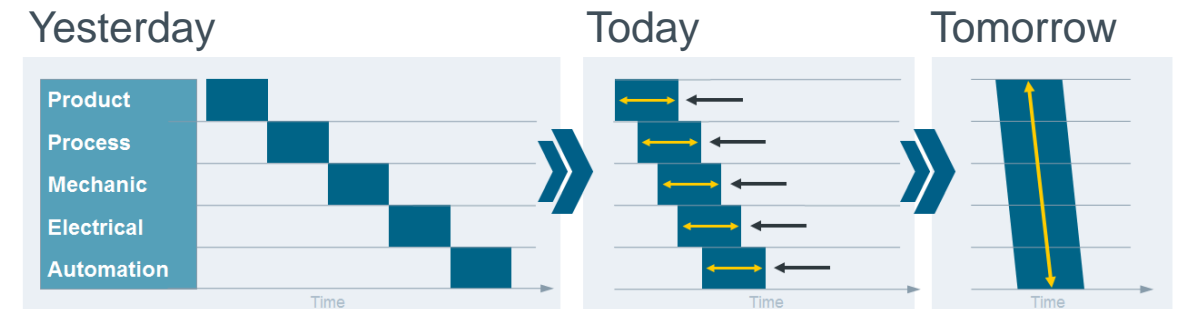 Yesterday
Today
Tomorrow
Product
Process
Mechanic
Electrical
Automation
Time
Time
Time